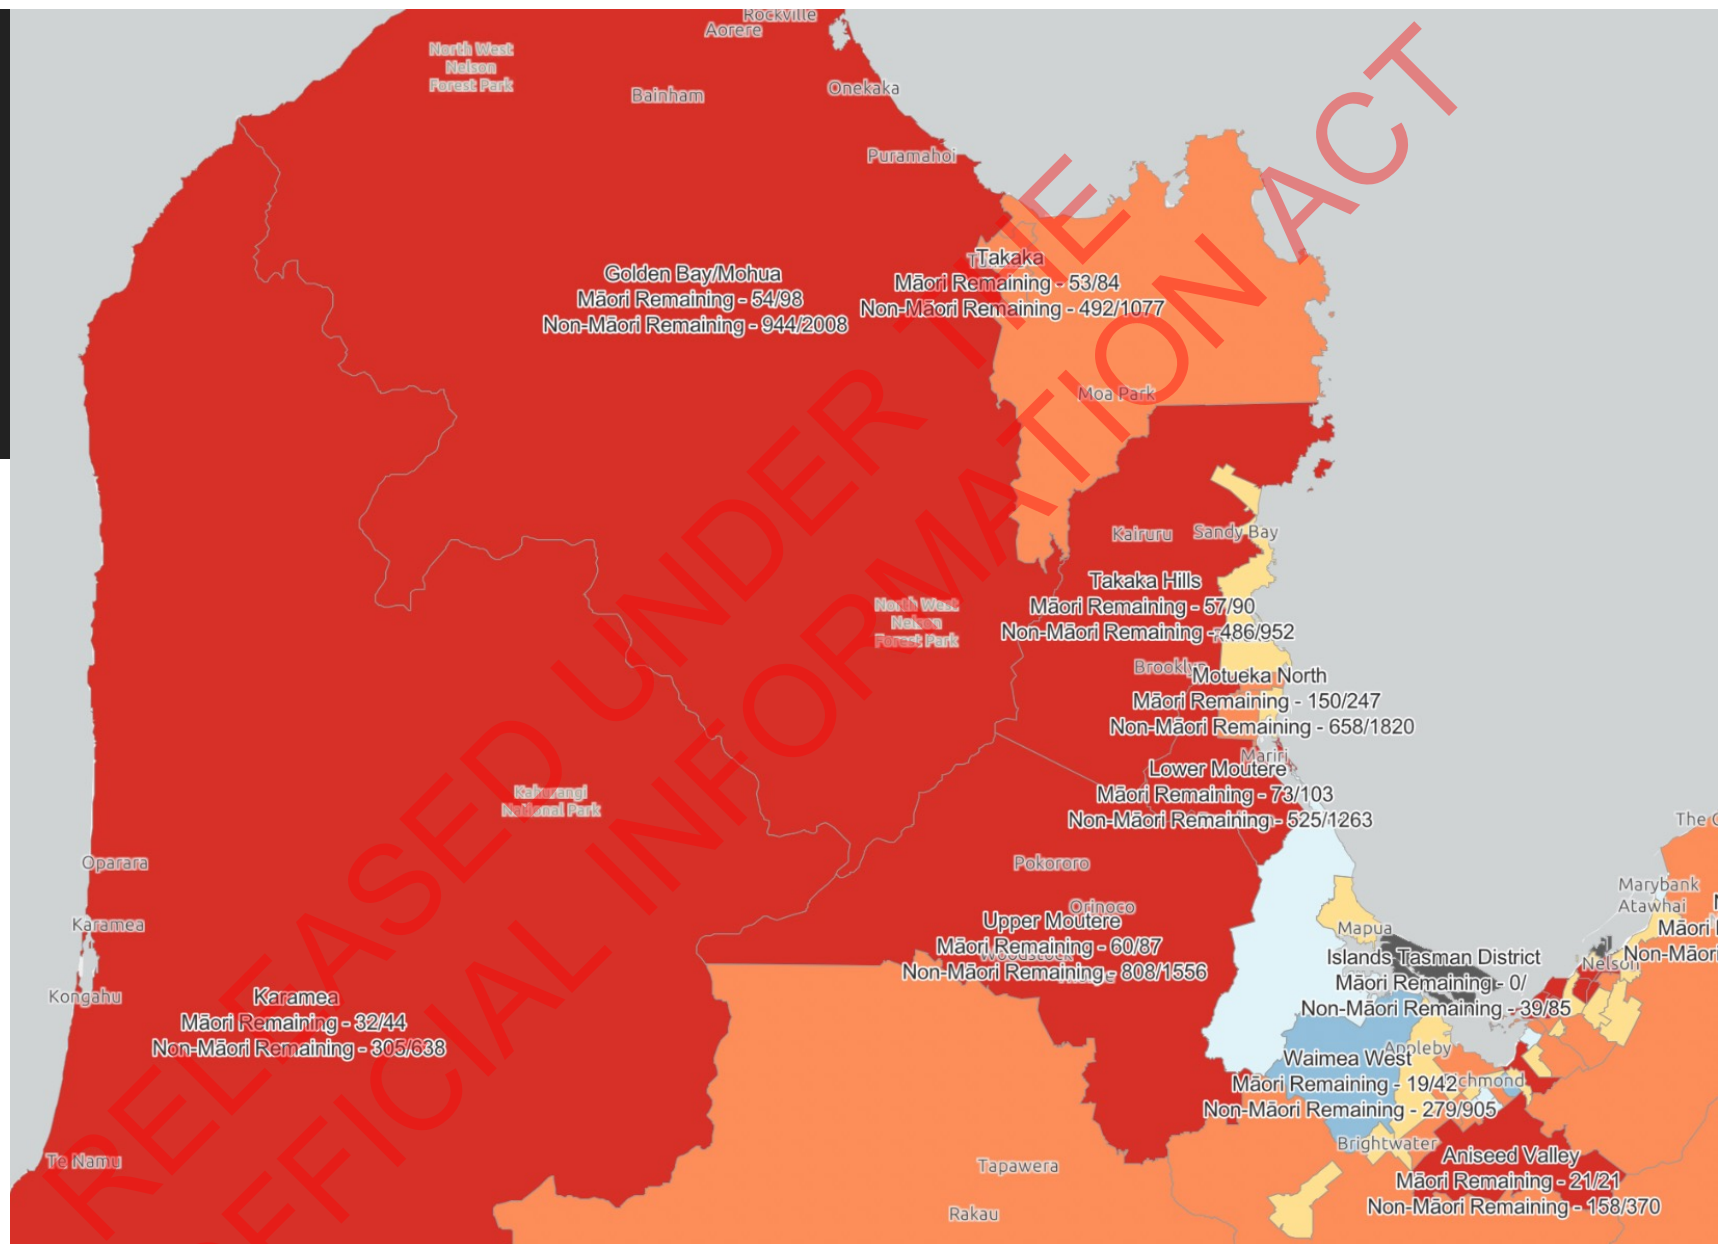 Rockville
Aorere
North West
Nelson
Forest Park
Bainham
Onekaka
Puramahoi
Golden Bay/Mohua
Māori Remaining - 54/98
Non-Māori Remaining - 944/2008
Takaka
Māori Remaining - 53/84
Non-Māori Remaining - 492/1077
Moa Park
Kairuru
Sandy Bay
Takaka Hills
Māori Remaining - 57/90
Non-Māori Remaining - 486/952
North West
Nelson
Forest Park
Brooklyn
Motueka North
Māori Remaining - 150/247
Non-Māori Remaining - 658/1820
Mariri
Lower Moutere
Māori Remaining - 73/103
Non-Māori Remaining - 525/1263
Kahurangi
National Park
Pokororo
Orinoco
Upper Moutere
Māori Remaining - 60/87
Woodstock
Non-Māori Remaining - 808/1556
Oparara
Karamea
Kongahu
Karamea
Māori Remaining - 32/44
Non-Māori Remaining - 305/638
Te Namu
Mapua
Islands Tasman District
Māori Remaining - 0/
Non-Māori Remaining - 39/85
The
Marybank
Atawhai
Māori
Nelson
Non-Māori
Appleby
Waimea West
Māori Remaining - 19/42
Richmond
Non-Māori Remaining - 279/905
Brightwater
Aniseed Valley
Māori Remaining - 21/21
Non-Māori Remaining - 158/370
Tapawera
Rakau
RELEASED UNDER THE
OFFICIAL INFORMATION ACT